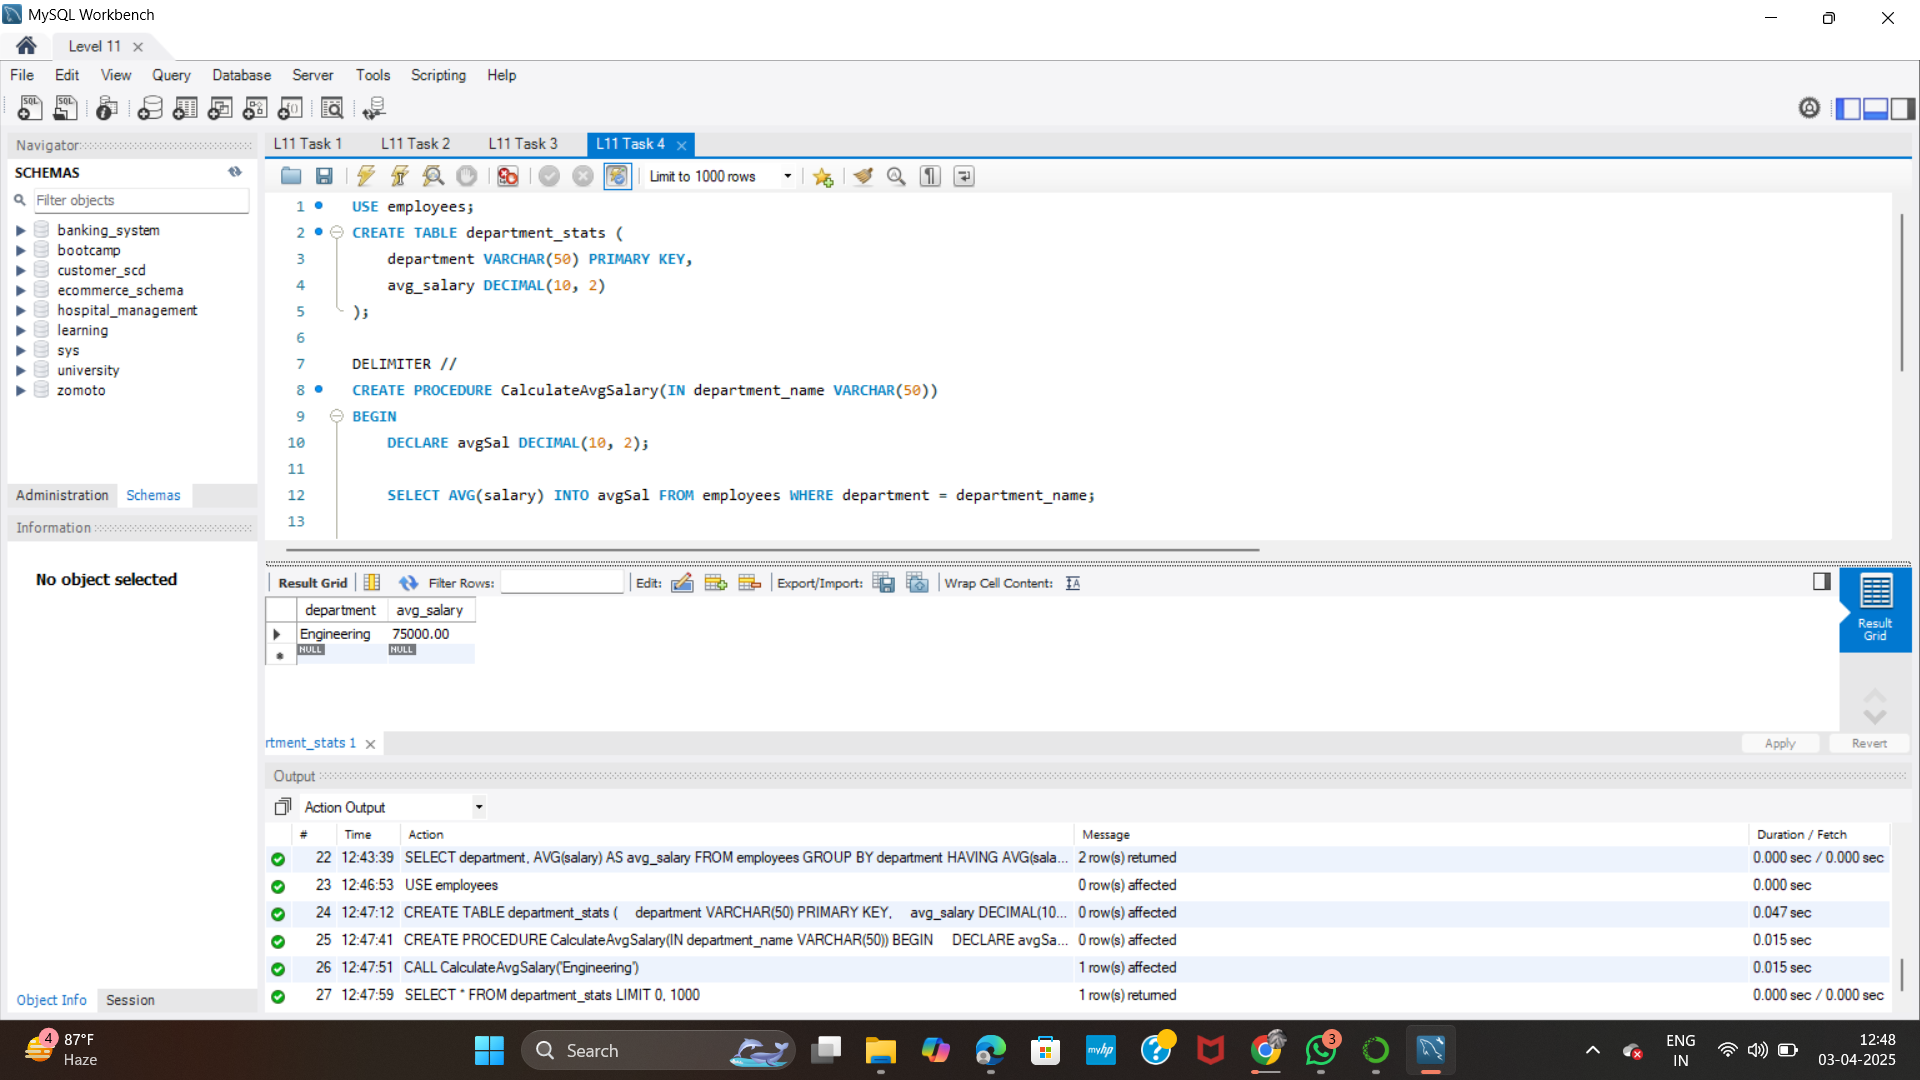 MySQL Workbench
Level 11
File Edit View Query Database Server Tools Scripting Help
Navigator
SCHEMAS
Filter objects
banking_system
bootcamp
customer_scd
ecommerce_schema
hospital_management
learning
sys
university
zomoto
Administration Schemas
Information
No object selected
Object Info Session
L11 Task 1 L11 Task 2 L11 Task 3 L11 Task 4
Limit to 1000 rows
1 USE employees;
2 CREATE TABLE department_stats (
3 department VARCHAR(50) PRIMARY KEY,
4 avg_salary DECIMAL(10, 2)
5 );
6
7 DELIMITER //
8 CREATE PROCEDURE CalculateAvgSalary(IN department_name VARCHAR(50))
9 BEGIN
10 DECLARE avgSal DECIMAL(10, 2);
11
12 SELECT AVG(salary) INTO avgSal FROM employees WHERE department = department_name;
13
Result Grid Filter Rows: Edit: Export/Import: Wrap Cell Content:
department avg_salary
Engineering 75000.00
NULL NULL
Result
Grid
rtment_stats 1
Apply Revert
Output
Action Output
# Time Action Message Duration / Fetch
22 12:43:39 SELECT department, AVG(salary) AS avg_salary FROM employees GROUP BY department HAVING AVG(sala... 2 row(s) returned 0.000 sec / 0.000 sec
23 12:46:53 USE employees 0 row(s) affected 0.000 sec
24 12:47:12 CREATE TABLE department_stats ( department VARCHAR(50) PRIMARY KEY, avg_salary DECIMAL(10... 0 row(s) affected 0.047 sec
25 12:47:41 CREATE PROCEDURE CalculateAvgSalary(IN department_name VARCHAR(50)) BEGIN DECLARE avgSa... 0 row(s) affected 0.015 sec
26 12:47:51 CALL CalculateAvgSalary('Engineering') 1 row(s) affected 0.015 sec
27 12:47:59 SELECT * FROM department_stats LIMIT 0, 1000 1 row(s) returned 0.000 sec / 0.000 sec
4
87°F
Haze
Search
myhp
3
ENG
IN
12:48
03-04-2025